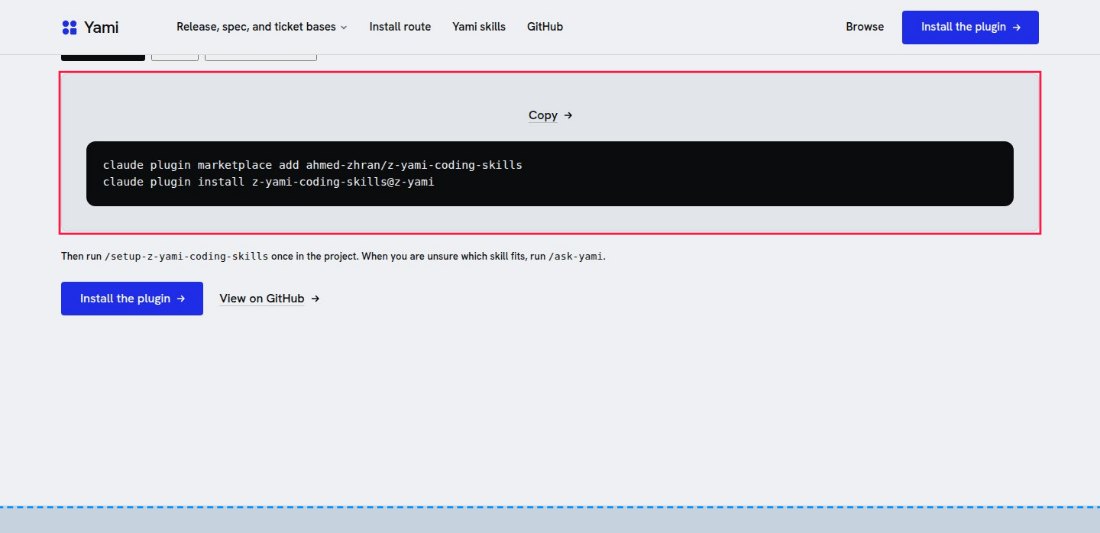 Yami
Release, spec, and ticket bases
Install route
Yami skills
GitHub
Browse
Install the plugin →
Copy →
claude plugin marketplace add ahmed-zhran/z-yami-coding-skills
claude plugin install z-yami-coding-skills@z-yami
Then run /setup-z-yami-coding-skills once in the project. When you are unsure which skill fits, run /ask-yami.
Install the plugin →
View on GitHub →